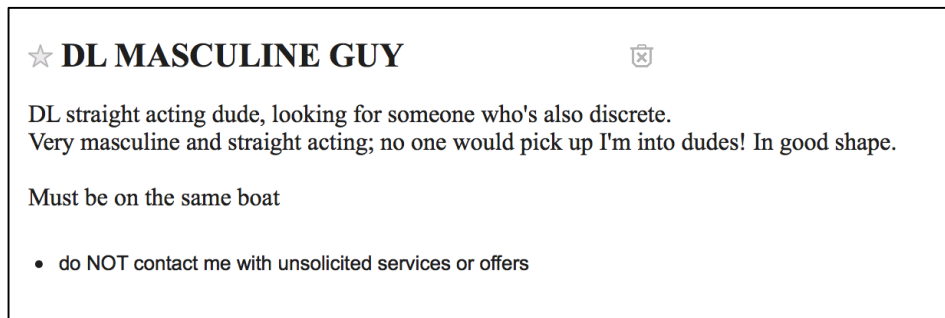 DL MASCULINE GUY
DL straight acting dude, looking for someone who's also discrete.
Very masculine and straight acting; no one would pick up I'm into dudes! In good shape.
Must be on the same boat
• do NOT contact me with unsolicited services or offers